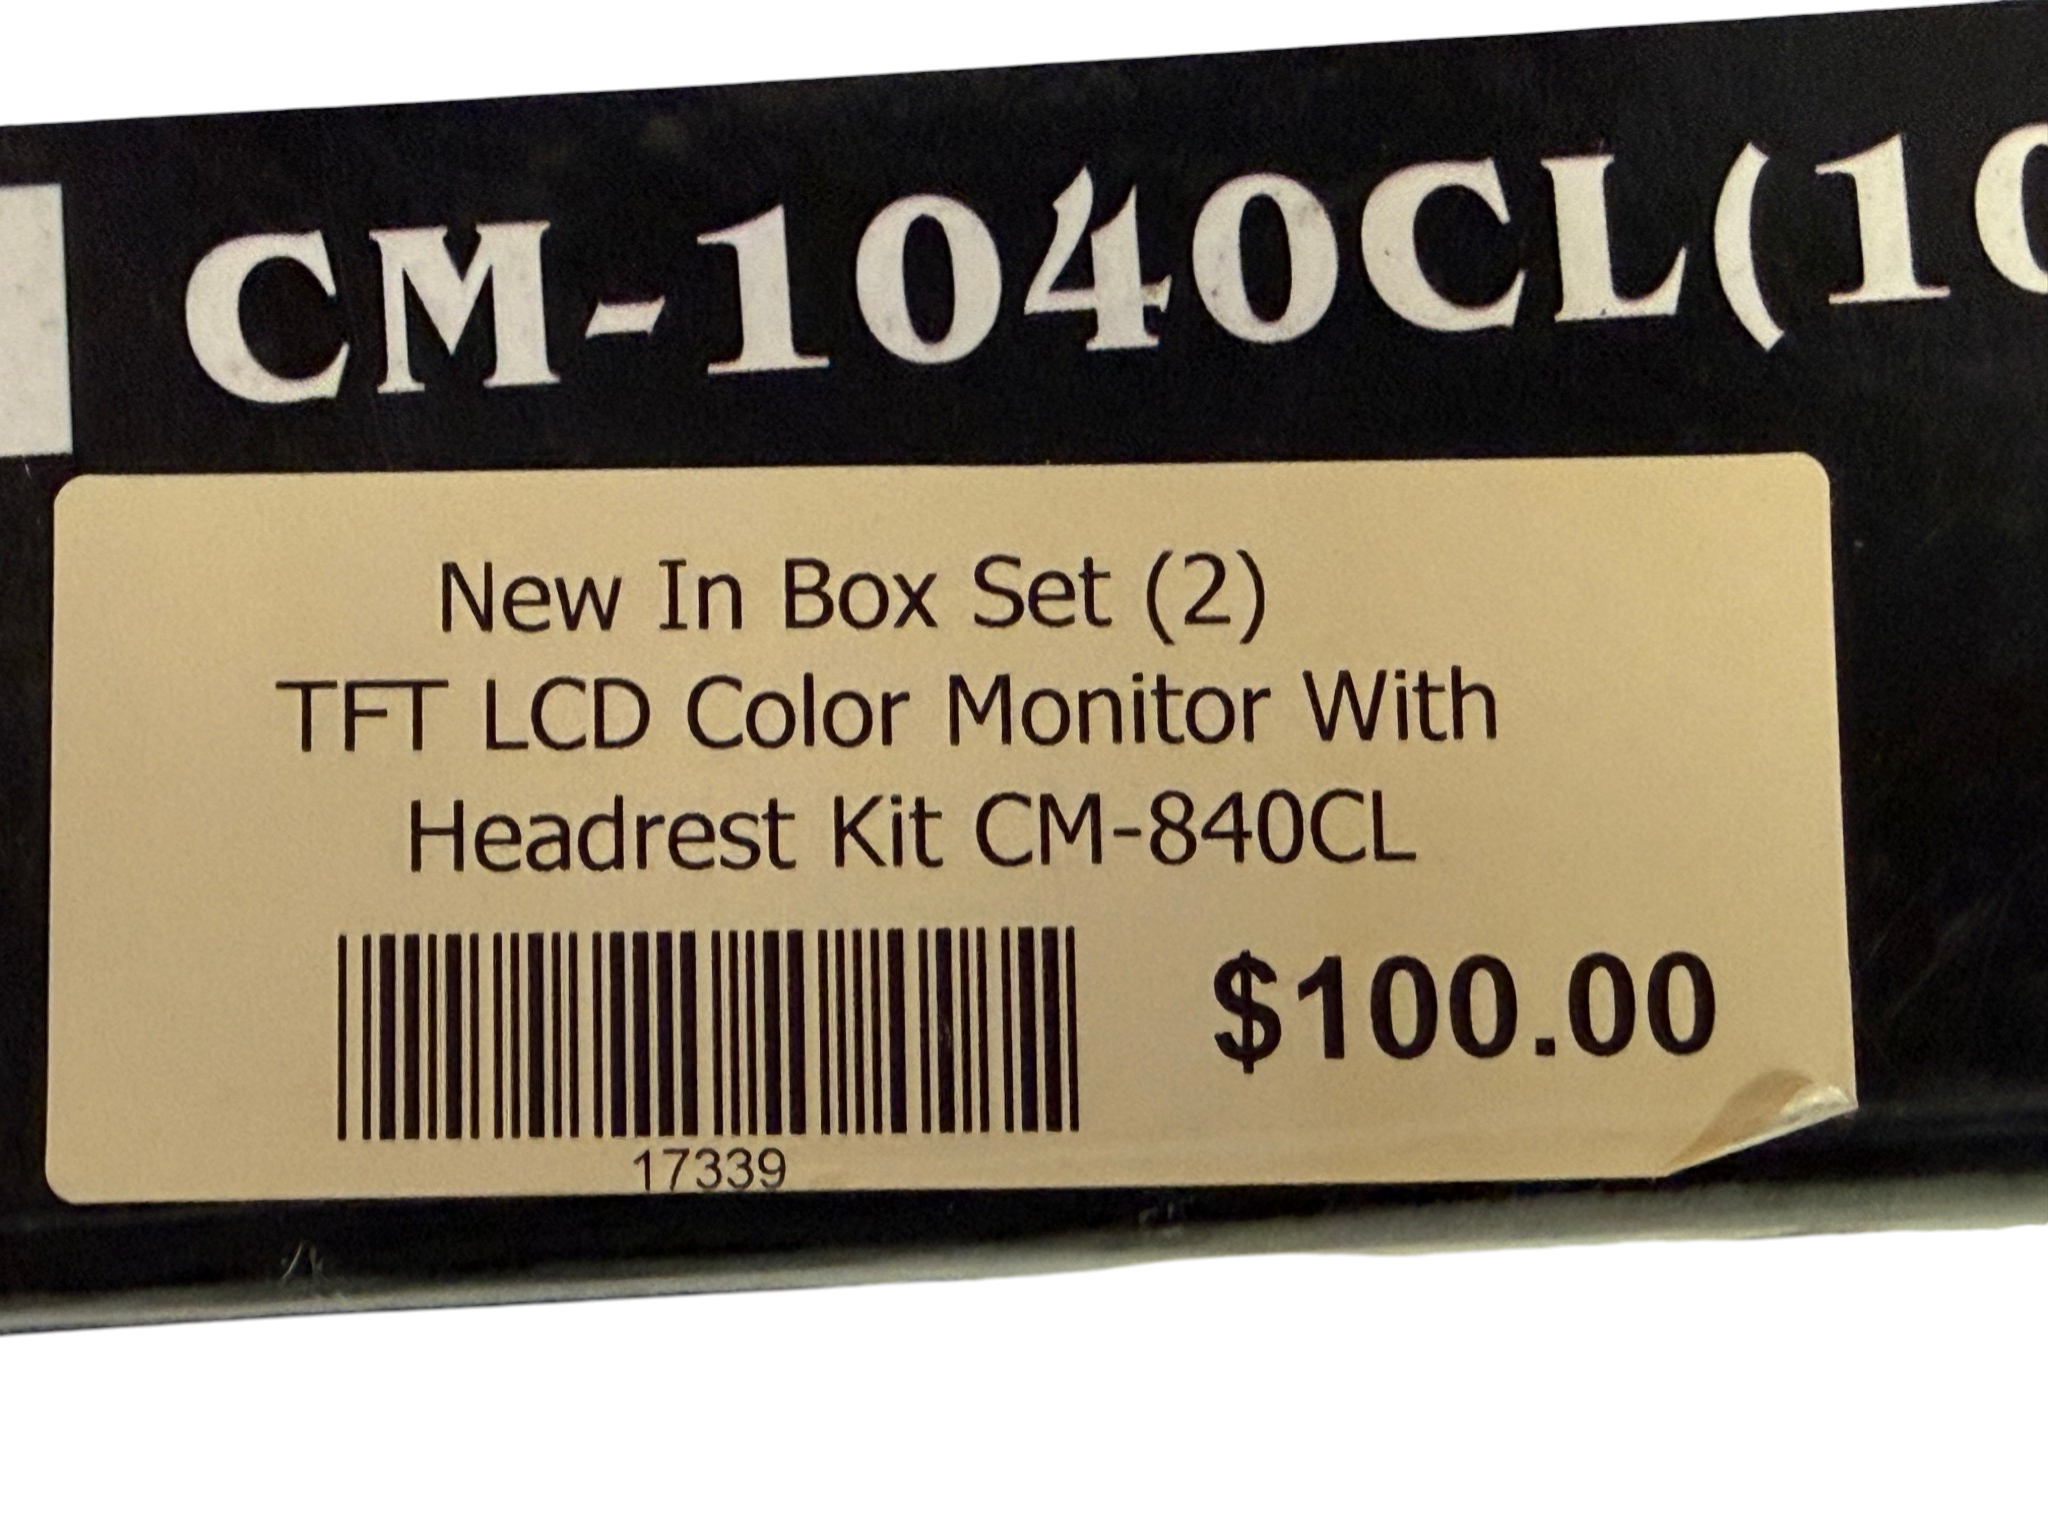 CM-1040CL(10
New In Box Set (2)
TFT LCD Color Monitor With
Headrest Kit CM-840CL
$100.00
17339